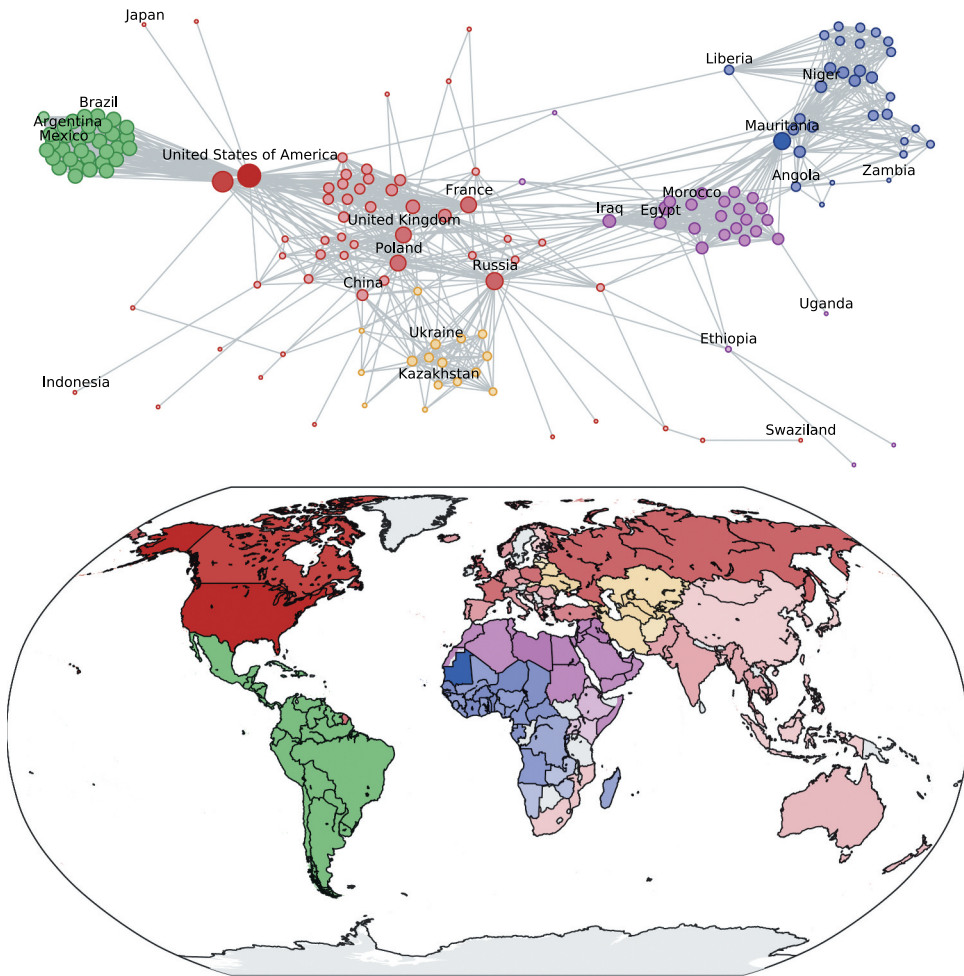 Japan
Liberia
Niger
Brazil
Argentina
Mexico
Mauritania
United States of America
Zambia
Angola
France
Morocco
Iraq
Egypt
United Kingdom
Poland
Russia
China
Uganda
Ukraine
Ethiopia
Kazakhstan
Indonesia
Swaziland